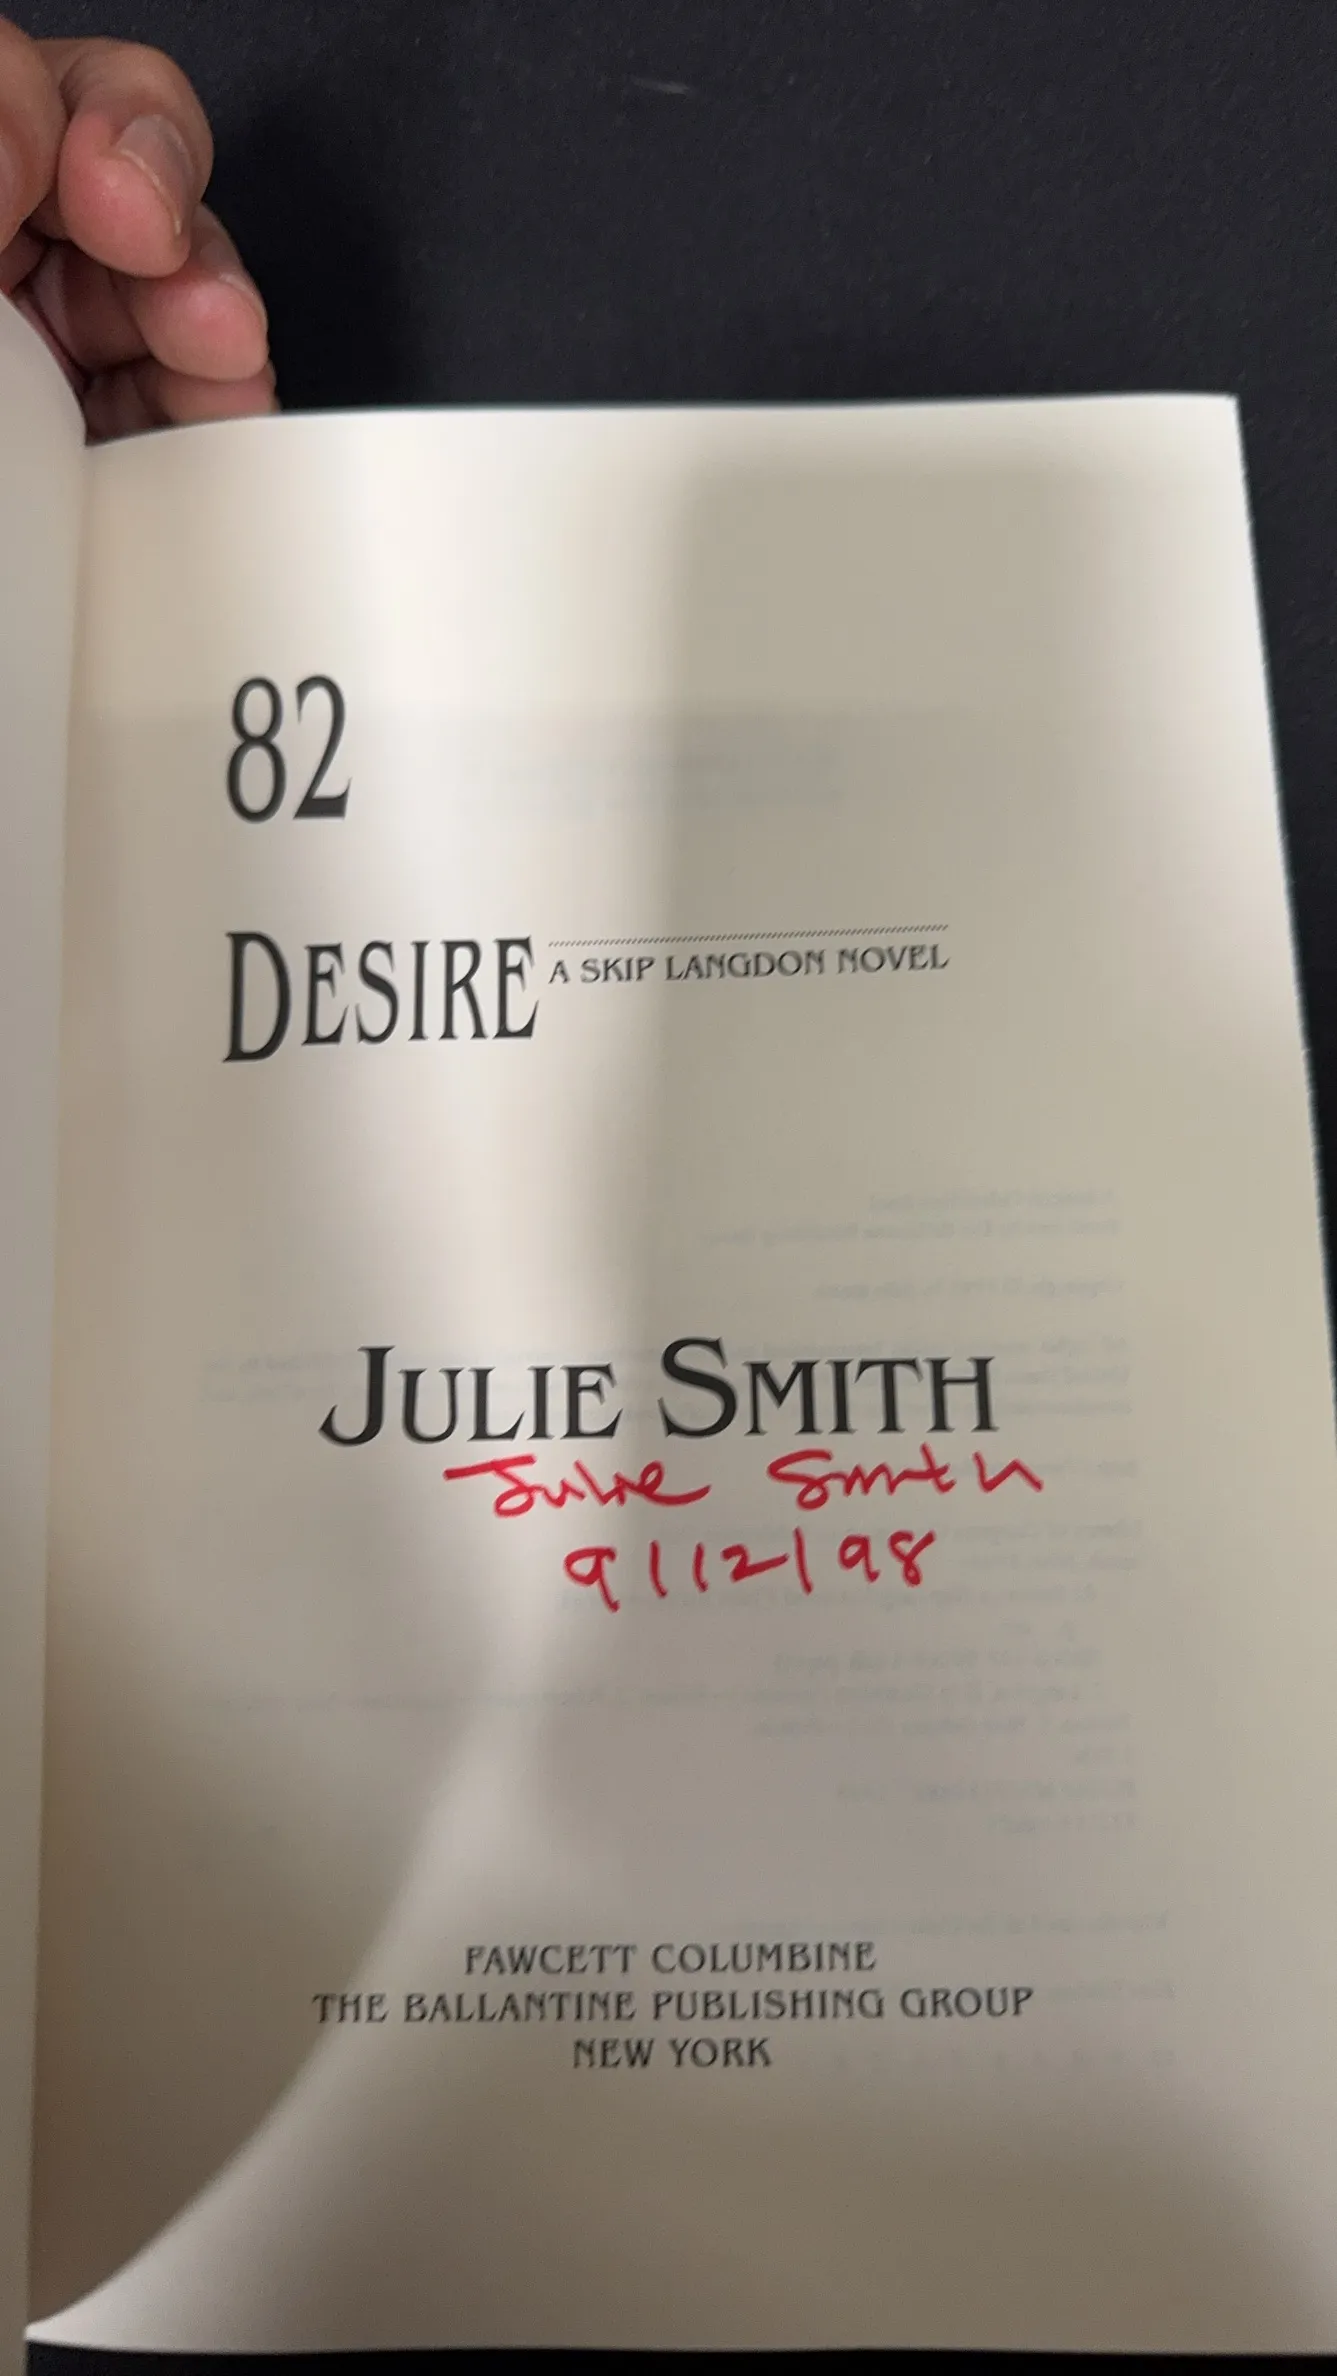 82
DESIRE
A SKIP LANGDON NOVEL
JULIE SMITH
Julie Smith
9/12/98
FAWCETT COLUMBINE
THE BALLANTINE PUBLISHING GROUP
NEW YORK